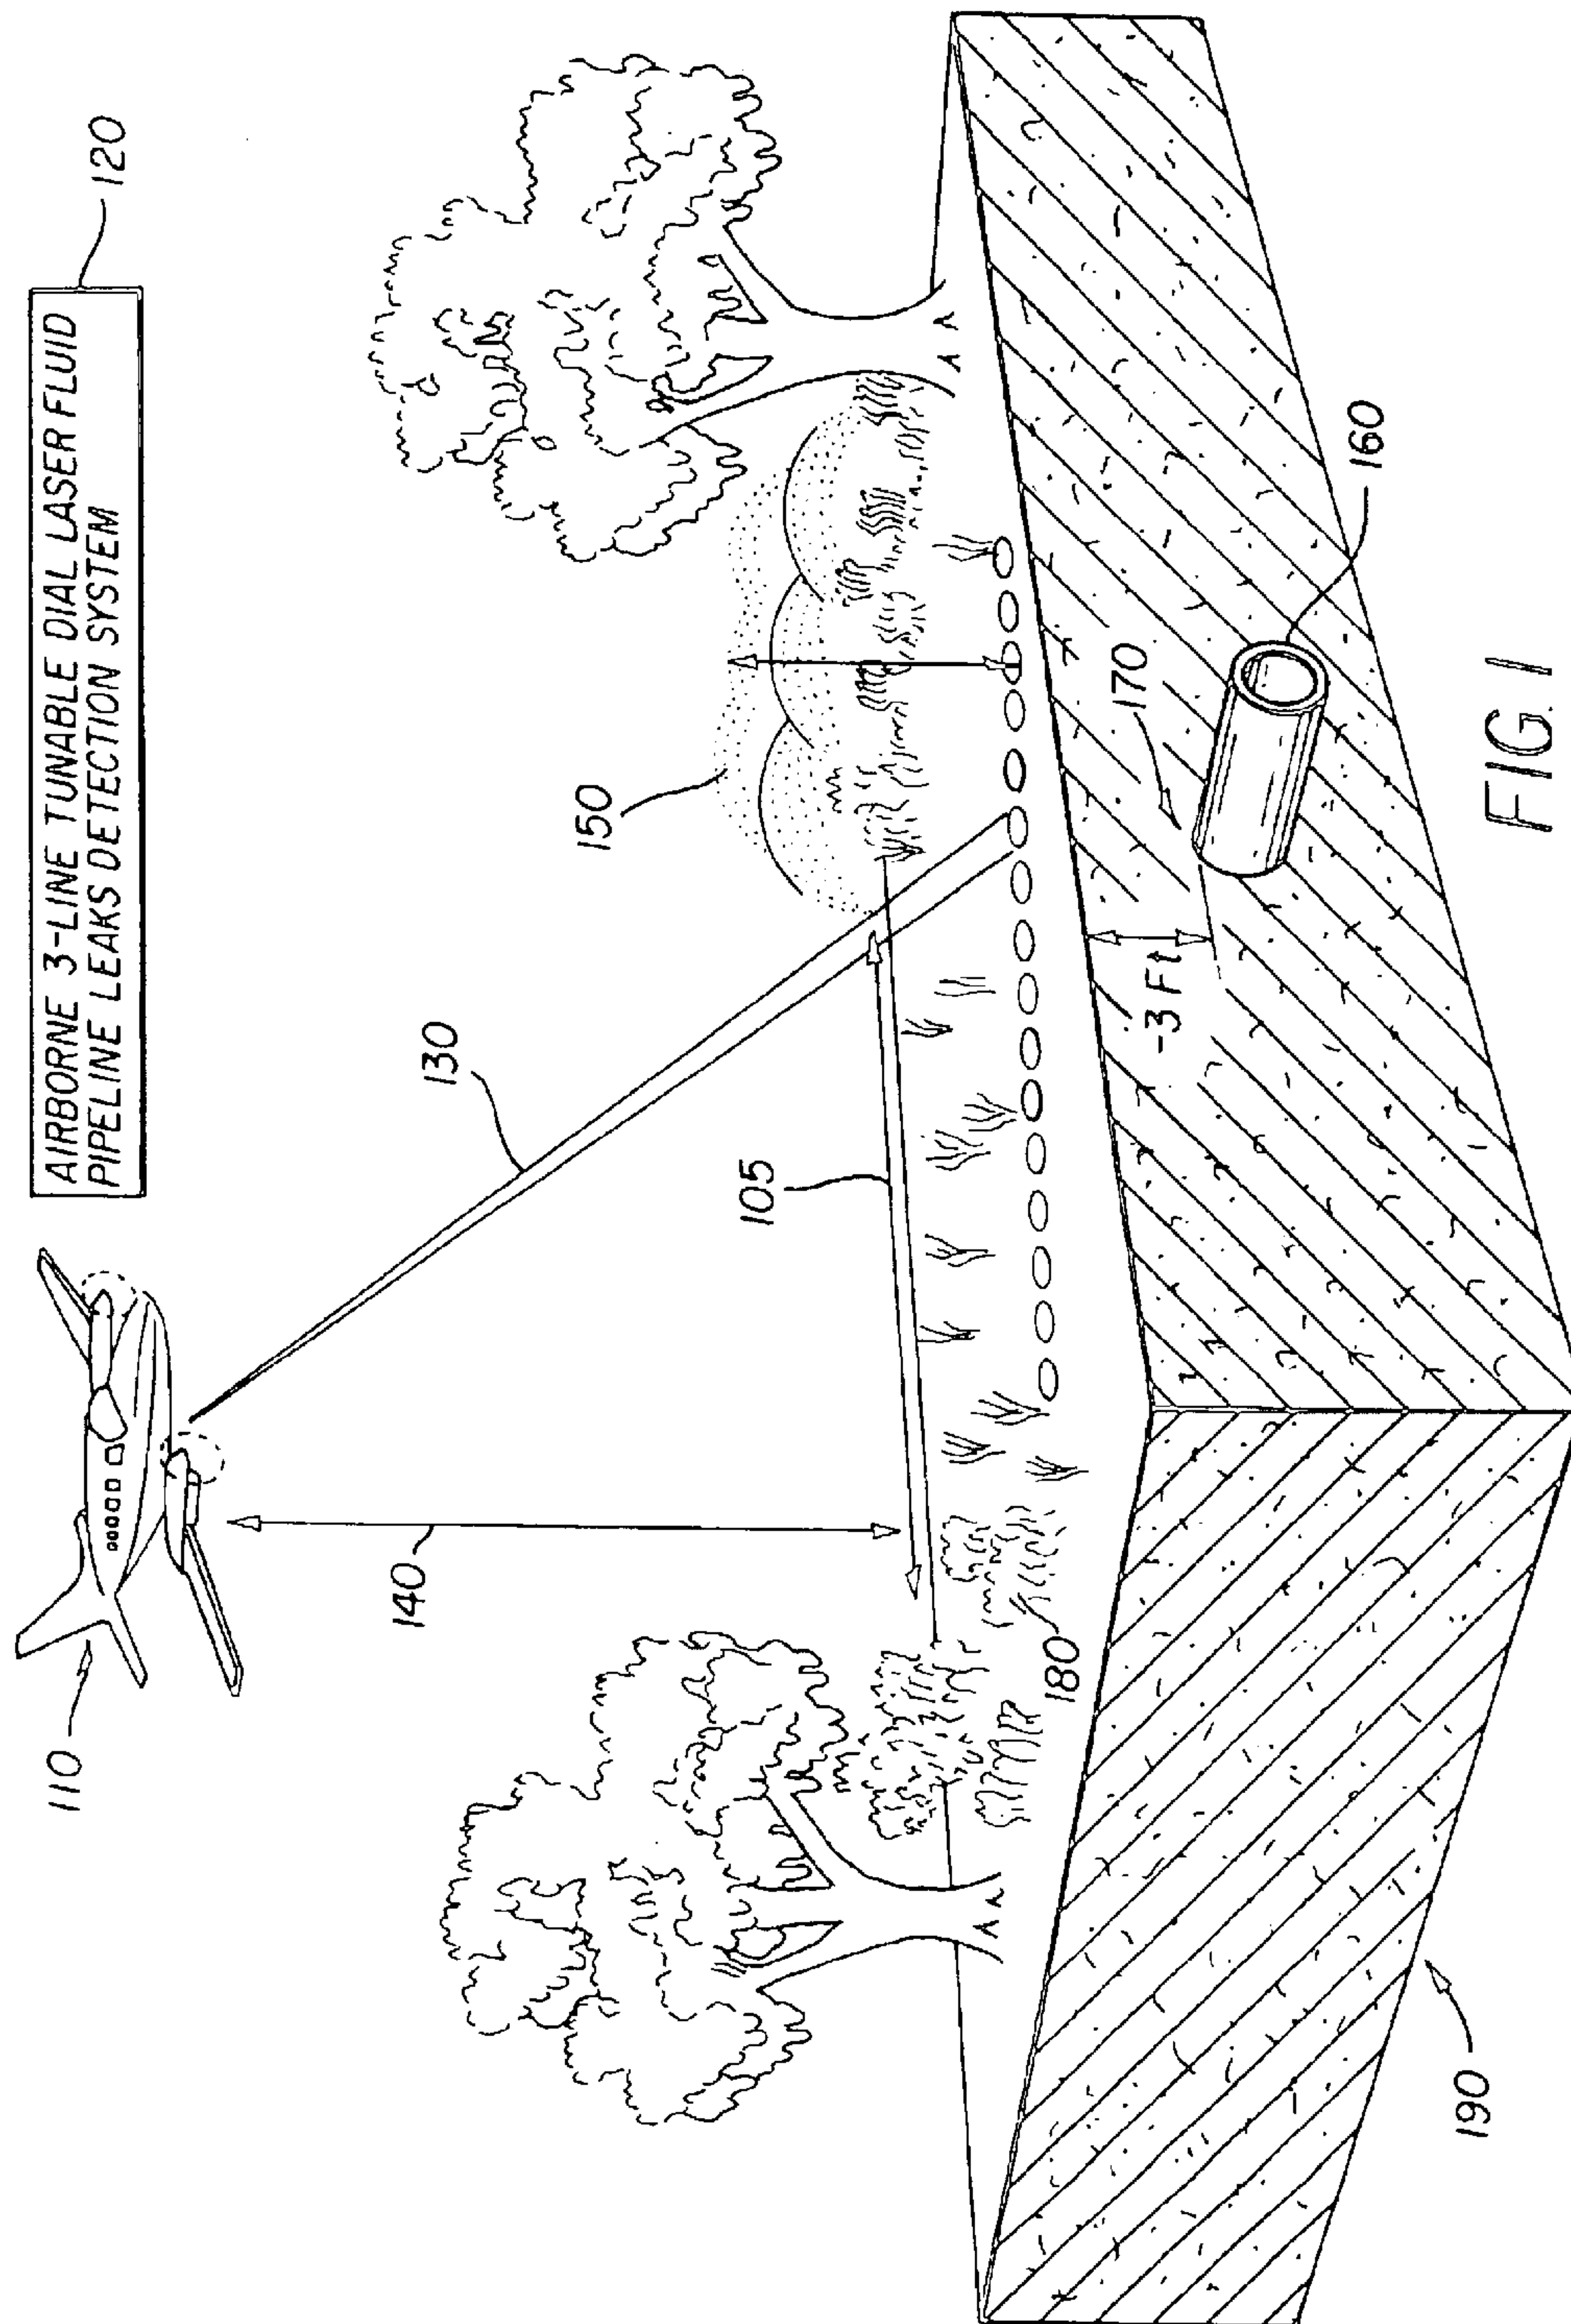 AIRBORNE 3-LINE TUNABLE DIAL LASER FLUID
PIPELINE LEAKS DETECTION SYSTEM
120
110
140
130
105
150
180
170
-3 Ft
160
190
FIG. 1